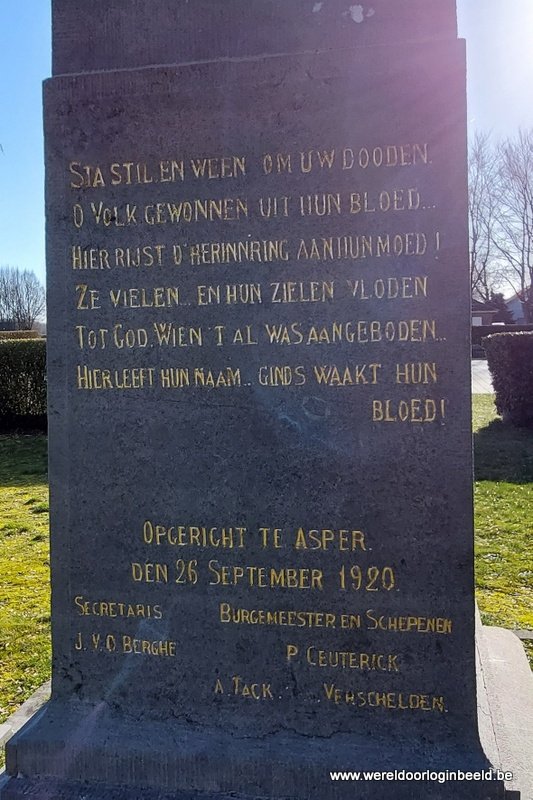 STA STIL, EN WEEN OM UW DOODEN.
O VOLK, GEWONNEN UIT HUN BLOED...
HIER RIJST D'HERINN'RING AAN HUN MOED!
ZE VIELEN... EN HUN ZIELEN VLODEN
TOT GOD, WIEN 'T AL WAS AANGEBODEN...
HIER LEEFT HUN NAAM... GINDS WAAKT HUN
BLOED!
OPGERICHT TE ASPER.
DEN 26 SEPTEMBER 1920.
SECRETARIS BURGEMEESTER EN SCHEPENEN
J. V. D. BERGHE P. CEUTERICK
A. TACK. VERSCHELDEN.
www.wereldoorloginbeeld.be